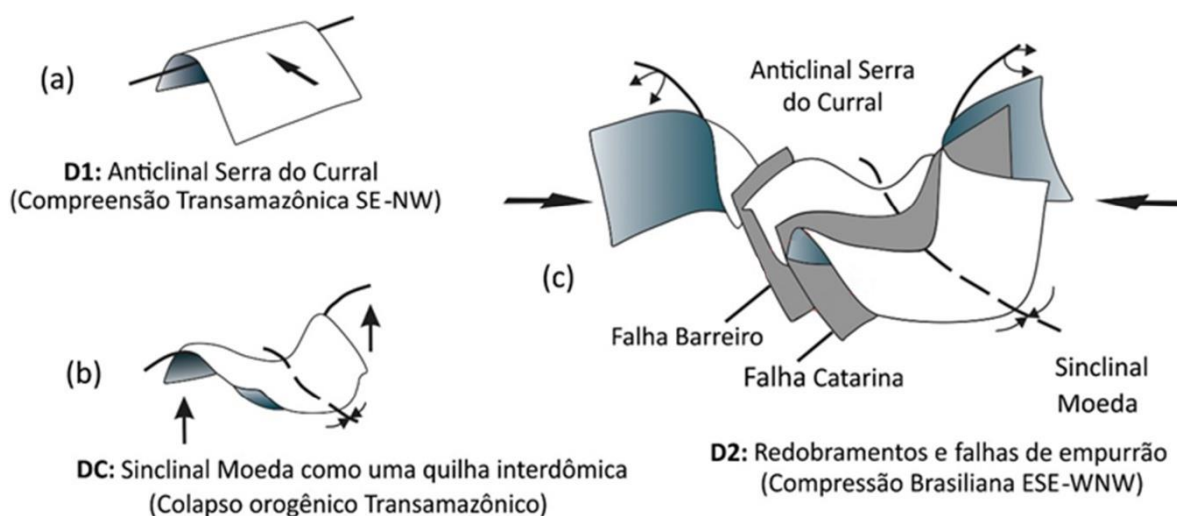 (a)
D1: Anticlinal Serra do Curral
(Compreensão Transamazônica SE-NW)
(b)
DC: Sinclinal Moeda como uma quilha interdômica
(Colapso orogênico Transamazônico)
(c)
Anticlinal Serra
do Curral
Falha Barreiro
Falha Catarina
Sinclinal
Moeda
D2: Redobramentos e falhas de empurrão
(Compressão Brasiliana ESE-WNW)